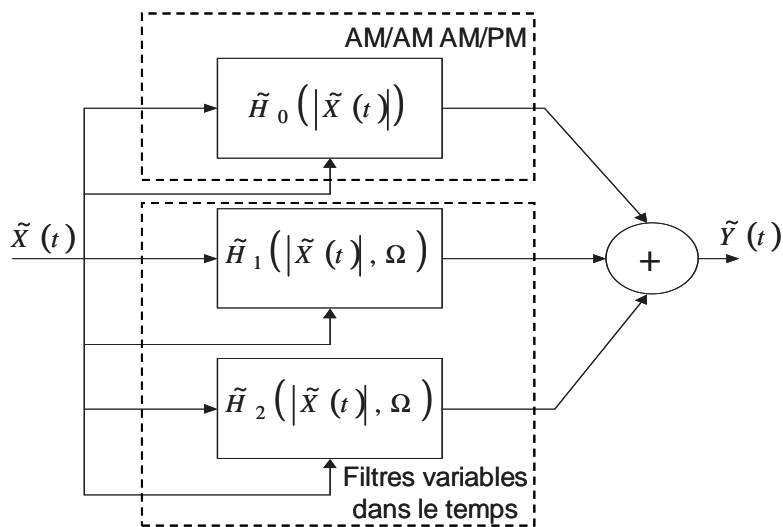 AM/AM AM/PM
H̃ 0 ( | X̃ (t) | )
X̃ (t)
H̃ 1 ( | X̃ (t) | , Ω )
+
Ỹ (t)
H̃ 2 ( | X̃ (t) | , Ω )
Filtres variables
dans le temps